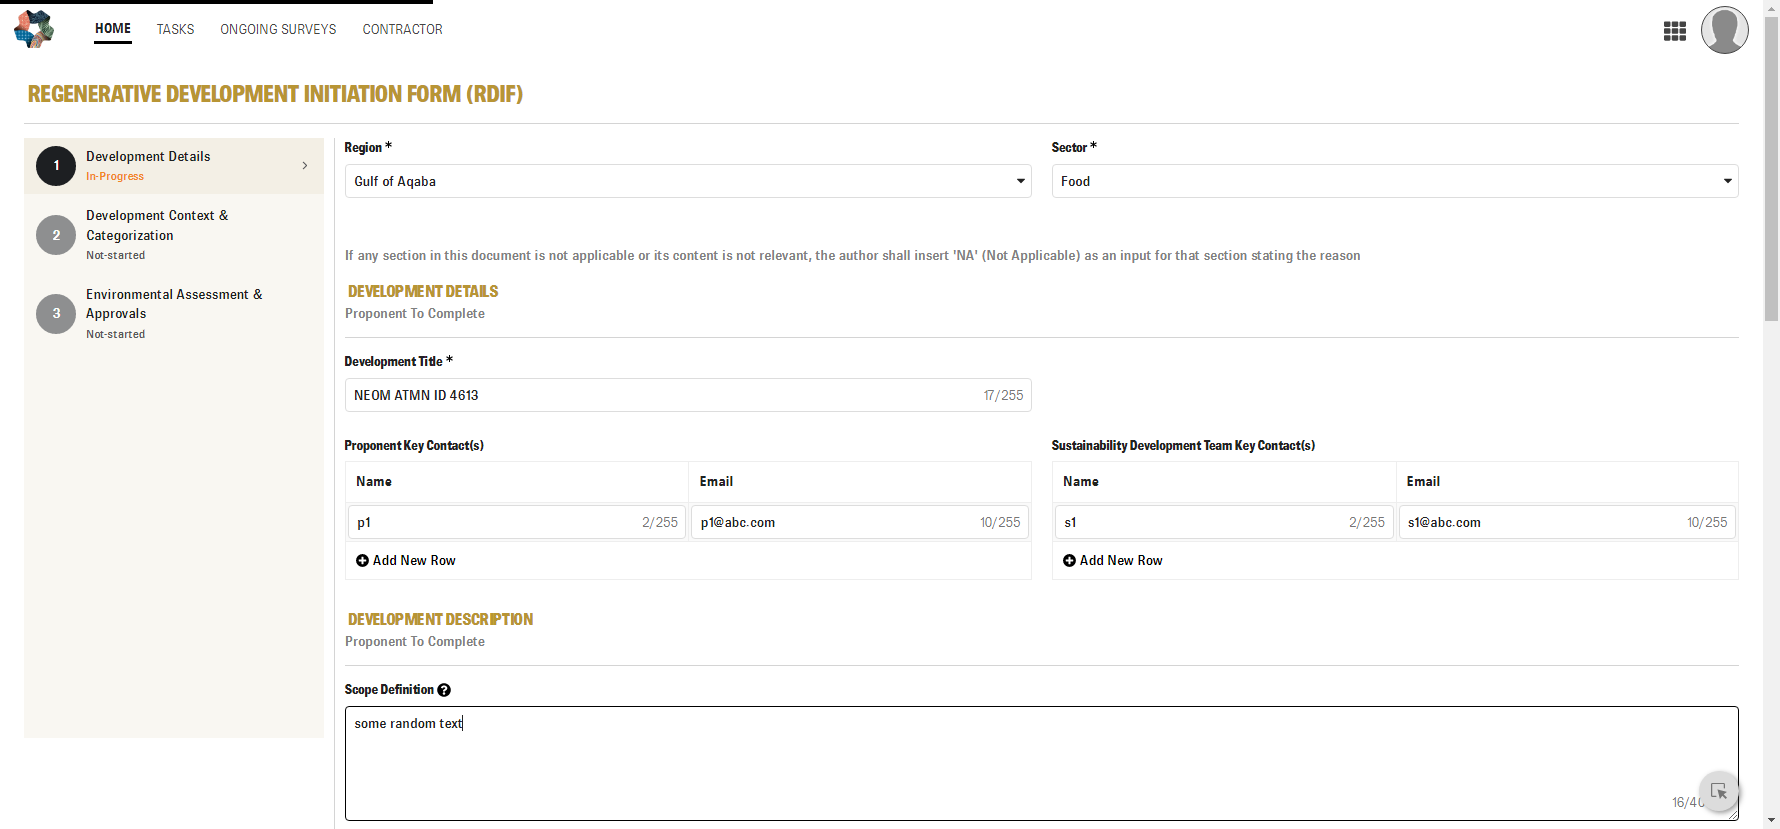 HOME TASKS ONGOING SURVEYS CONTRACTOR
REGENERATIVE DEVELOPMENT INITIATION FORM (RDIF)
1 Development Details
In-Progress
2 Development Context &
Categorization
Not-started
3 Environmental Assessment &
Approvals
Not-started
Region * Sector *
Gulf of Aqaba Food
If any section in this document is not applicable or its content is not relevant, the author shall insert 'NA' (Not Applicable) as an input for that section stating the reason
DEVELOPMENT DETAILS
Proponent To Complete
Development Title *
NEOM ATMN ID 4613 17/255
Proponent Key Contact(s) Sustainability Development Team Key Contact(s)
Name Email Name Email
p1 2/255 p1@abc.com 10/255 s1 2/255 s1@abc.com 10/255
Add New Row Add New Row
DEVELOPMENT DESCRIPTION
Proponent To Complete
Scope Definition ?
some random text